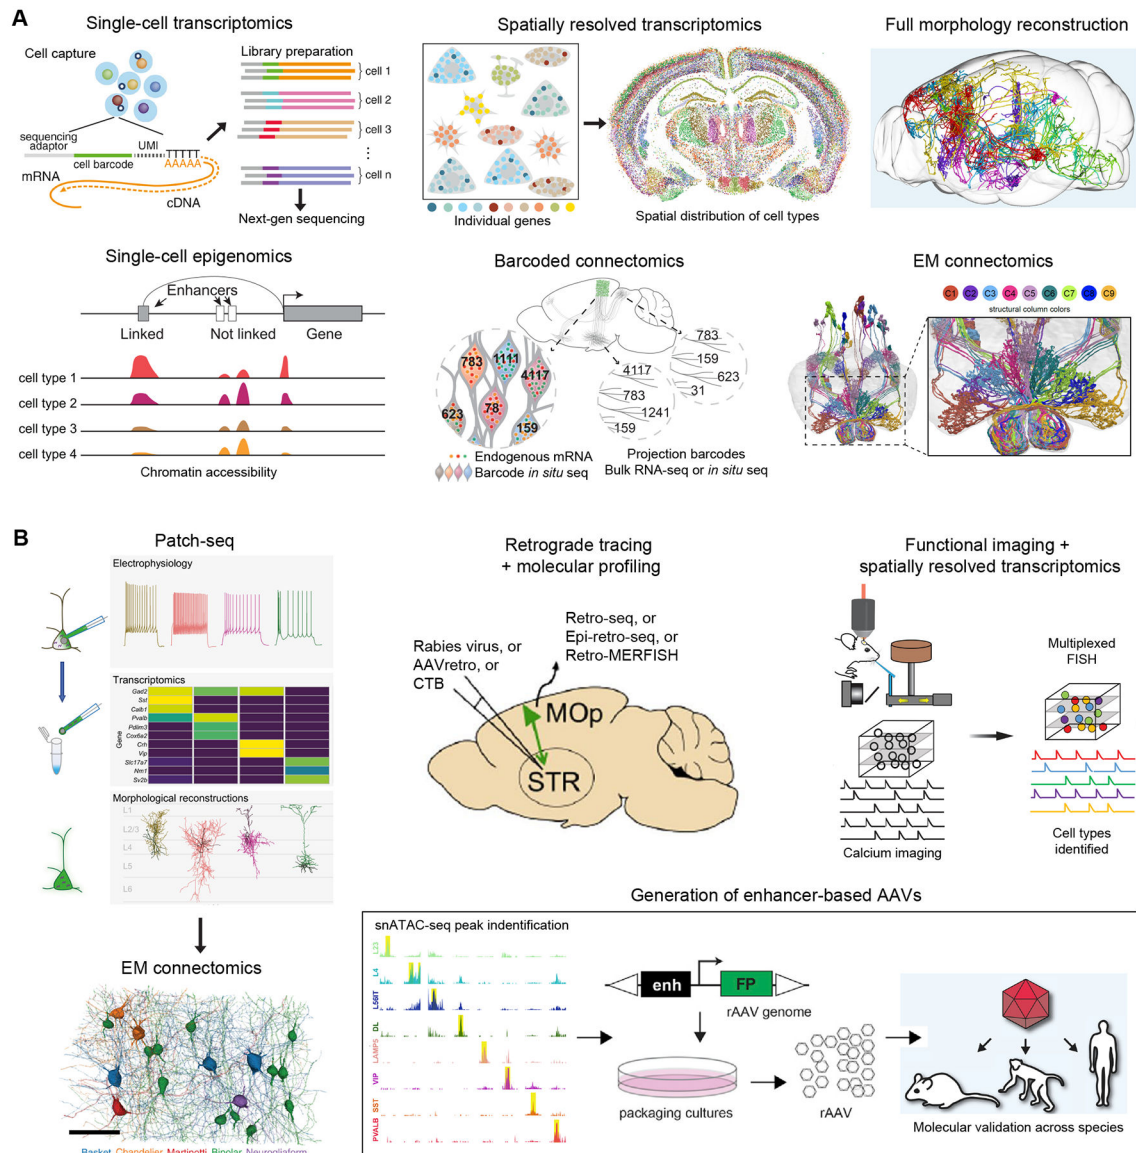 A
Single-cell transcriptomics
Cell capture
Library preparation
cell 1
cell 2
cell 3
cell n
sequencing
adaptor
UMI
TTTTT
AAAAA
cell barcode
mRNA
cDNA
Next-gen sequencing
Spatially resolved transcriptomics
Individual genes
Spatial distribution of cell types
Full morphology reconstruction
Single-cell epigenomics
Enhancers
Linked
Not linked
Gene
cell type 1
cell type 2
cell type 3
cell type 4
Chromatin accessibility
Barcoded connectomics
783
1111
4117
623
78
159
4117
783
1241
159
783
159
623
31
Endogenous mRNA
Barcode in situ seq
Projection barcodes
Bulk RNA-seq or in situ seq
EM connectomics
C1 C2 C3 C4 C5 C6 C7 C8 C9
structural column colors
B
Patch-seq
Electrophysiology
Transcriptomics
Gene
Gad2
Sst
Calb1
Pvalb
Pdlim3
Cox6a2
Crh
Vip
Slc17a7
Nrn1
Sv2b
Morphological reconstructions
L1
L2/3
L4
L5
L6
EM connectomics
Basket Chandelier Martinotti Bipolar Neurogliaform
Retrograde tracing
+ molecular profiling
Retro-seq, or
Epi-retro-seq, or
Retro-MERFISH
Rabies virus, or
AAVretro, or
CTB
MOp
STR
Functional imaging +
spatially resolved transcriptomics
Multiplexed
FISH
Calcium imaging
Cell types
identified
Generation of enhancer-based AAVs
snATAC-seq peak indentification
L23
L4
L56IT
DL
LAMP5
VIP
SST
PVALB
enh
FP
rAAV genome
packaging cultures
rAAV
Molecular validation across species